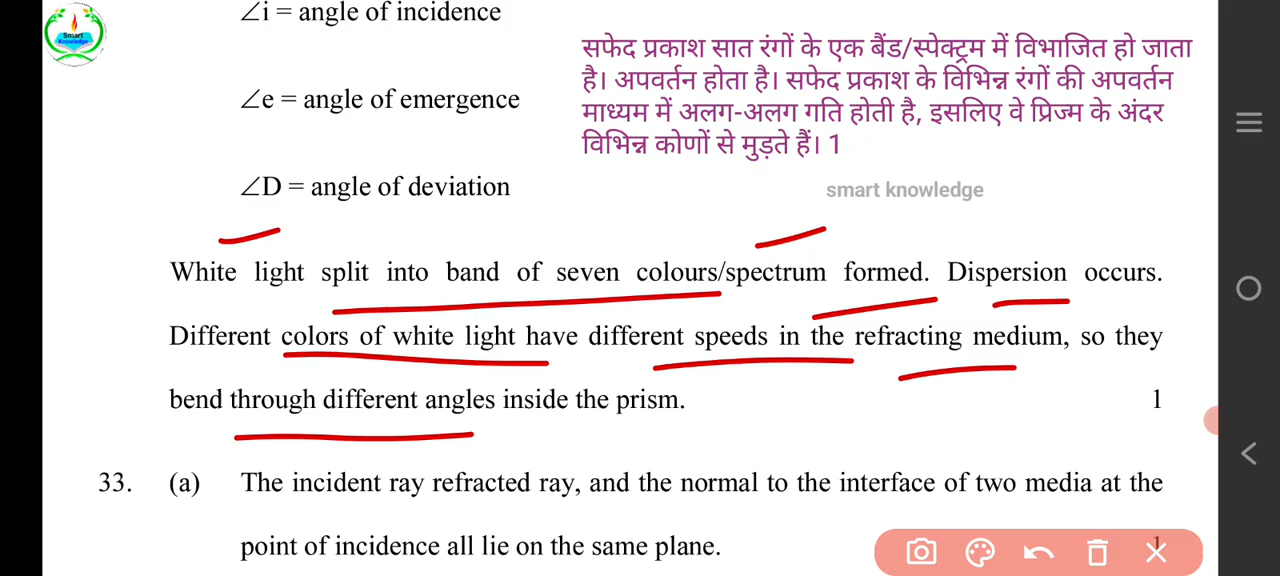 Smart
Knowledge
∠i = angle of incidence
सफेद प्रकाश सात रंगों के एक बैंड/स्पेक्ट्रम में विभाजित हो जाता
है। अपवर्तन होता है। सफेद प्रकाश के विभिन्न रंगों की अपवर्तन
माध्यम में अलग-अलग गति होती है, इसलिए वे प्रिज्म के अंदर
विभिन्न कोणों से मुड़ते हैं। 1
∠e = angle of emergence
∠D = angle of deviation
smart knowledge
White light split into band of seven colours/spectrum formed. Dispersion occurs.
Different colors of white light have different speeds in the refracting medium, so they
bend through different angles inside the prism. 1
33. (a) The incident ray refracted ray, and the normal to the interface of two media at the
point of incidence all lie on the same plane. 1